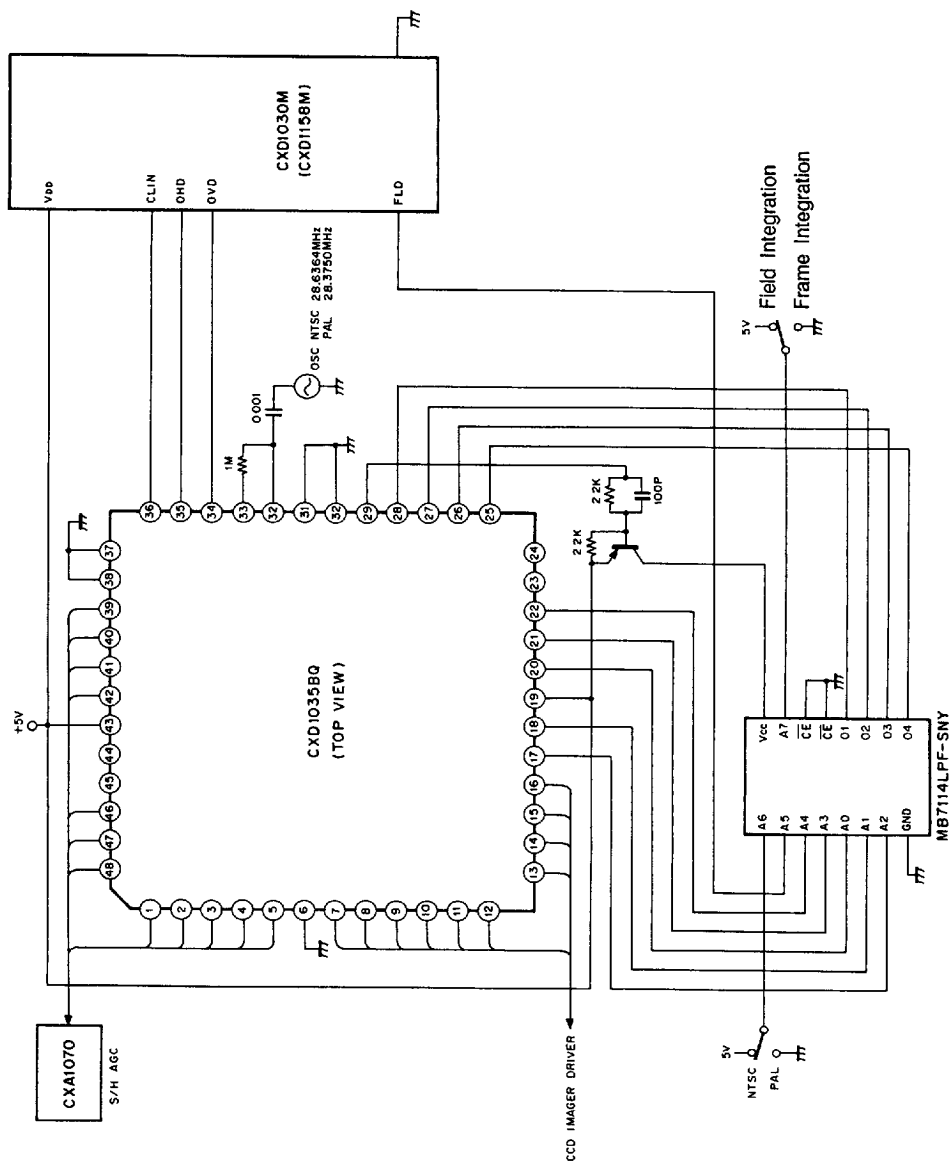 VDD
CLIN
OHD
OVD
FLD
CXD1030M
(CXD1158M)
OSC NTSC 28.6364MHz
PAL 28.3750MHz
0.001
1M
5V
Field Integration
Frame Integration
36
35
34
33
32
31
32
29
28
27
26
25
37
38
39
40
41
42
43
44
45
46
47
48
+5V
CXD1035BQ
(TOP VIEW)
24
23
22
21
20
19
18
17
16
15
14
13
1
2
3
4
5
6
7
8
9
10
11
12
2.2K
100P
2.2K
CXA1070
S/H AGC
CCD IMAGER DRIVER
5V
NTSC
PAL
A6
A5
A4
A3
A0
A1
A2
GND
Vcc
A7
CE
CE
O1
O2
O3
O4
MB7114LPF-SNY